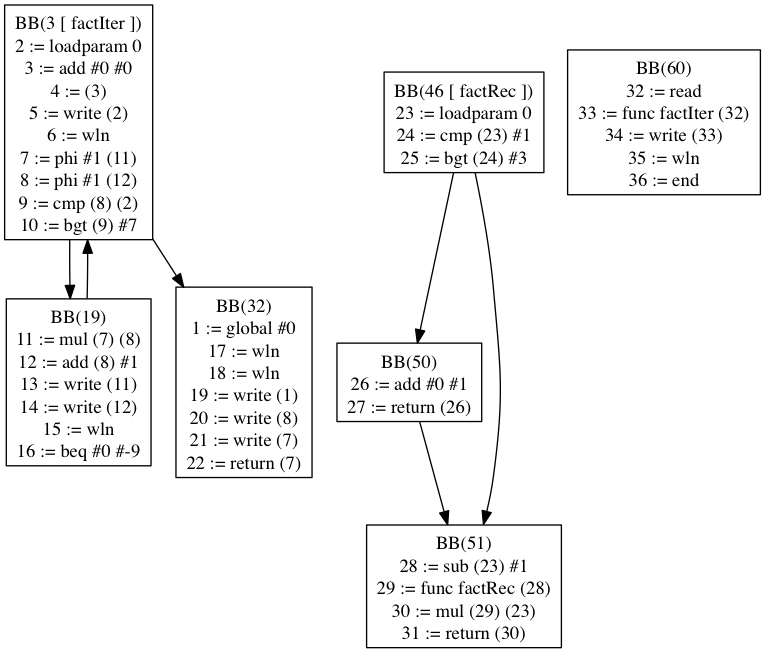 BB(3 [ factIter ])
2 := loadparam 0
3 := add #0 #0
4 := (3)
5 := write (2)
6 := wln
7 := phi #1 (11)
8 := phi #1 (12)
9 := cmp (8) (2)
10 := bgt (9) #7
BB(19)
11 := mul (7) (8)
12 := add (8) #1
13 := write (11)
14 := write (12)
15 := wln
16 := beq #0 #-9
BB(32)
1 := global #0
17 := wln
18 := wln
19 := write (1)
20 := write (8)
21 := write (7)
22 := return (7)
BB(46 [ factRec ])
23 := loadparam 0
24 := cmp (23) #1
25 := bgt (24) #3
BB(50)
26 := add #0 #1
27 := return (26)
BB(51)
28 := sub (23) #1
29 := func factRec (28)
30 := mul (29) (23)
31 := return (30)
BB(60)
32 := read
33 := func factIter (32)
34 := write (33)
35 := wln
36 := end